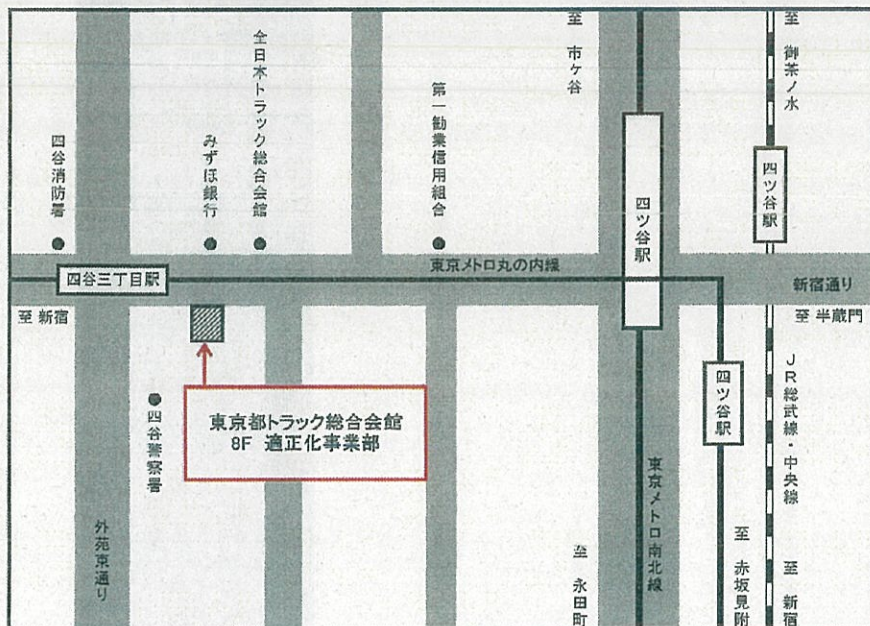 至 市ケ谷
至 御茶ノ水
全日本トラック総合会館
第一勧業信用組合
みずほ銀行
四谷消防署
四ツ谷駅
四ツ谷駅
東京メトロ丸の内線
四谷三丁目駅
新宿通り
至 新宿
至 半蔵門
JR総武線・中央線
四ツ谷駅
四谷警察署
東京都トラック総合会館
8F 適正化事業部
東京メトロ南北線
外苑東通り
至 永田町
至 赤坂見附
至 新宿